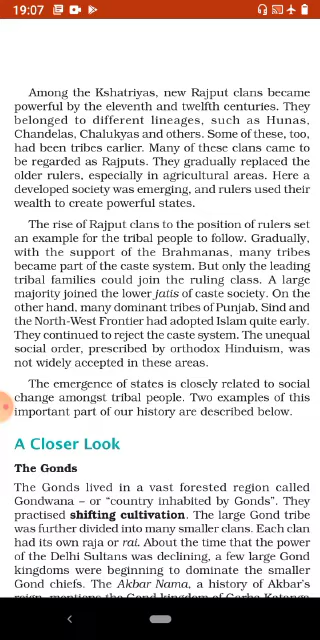 19:07
Among the Kshatriyas, new Rajput clans became
powerful by the eleventh and twelfth centuries. They
belonged to different lineages, such as Hunas,
Chandelas, Chalukyas and others. Some of these, too,
had been tribes earlier. Many of these clans came to
be regarded as Rajputs. They gradually replaced the
older rulers, especially in agricultural areas. Here
a developed society was emerging, and rulers used their
wealth to create powerful states.
The rise of Rajput clans to the position of rulers set
an example for the tribal people to follow. Gradually,
with the support of the Brahmanas, many tribes
became part of the caste system. But only the leading
tribal families could join the ruling class. A large
majority joined the lower jatis of caste society. On the
other hand, many dominant tribes of Punjab, Sind and
the North-West Frontier had adopted Islam quite early.
They continued to reject the caste system. The unequal
social order, prescribed by orthodox Hinduism, was
not widely accepted in these areas.
The emergence of states is closely related to social
change amongst tribal people. Two examples of this
important part of our history are described below.
A Closer Look
The Gonds
The Gonds lived in a vast forested region called
Gondwana – or “country inhabited by Gonds”. They
practised shifting cultivation. The large Gond tribe
was further divided into many smaller clans. Each clan
had its own raja or rai. About the time that the power
of the Delhi Sultans was declining, a few large Gond
kingdoms were beginning to dominate the smaller
Gond chiefs. The Akbar Nama, a history of Akbar’s
reign, mentions the Gond kingdom of Garha Katanga